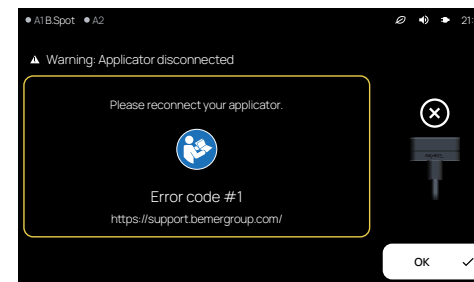 A1 B.Spot A2 21:
Warning: Applicator disconnected
Please reconnect your applicator.
Error code #1
https://support.bemergroup.com/
OK